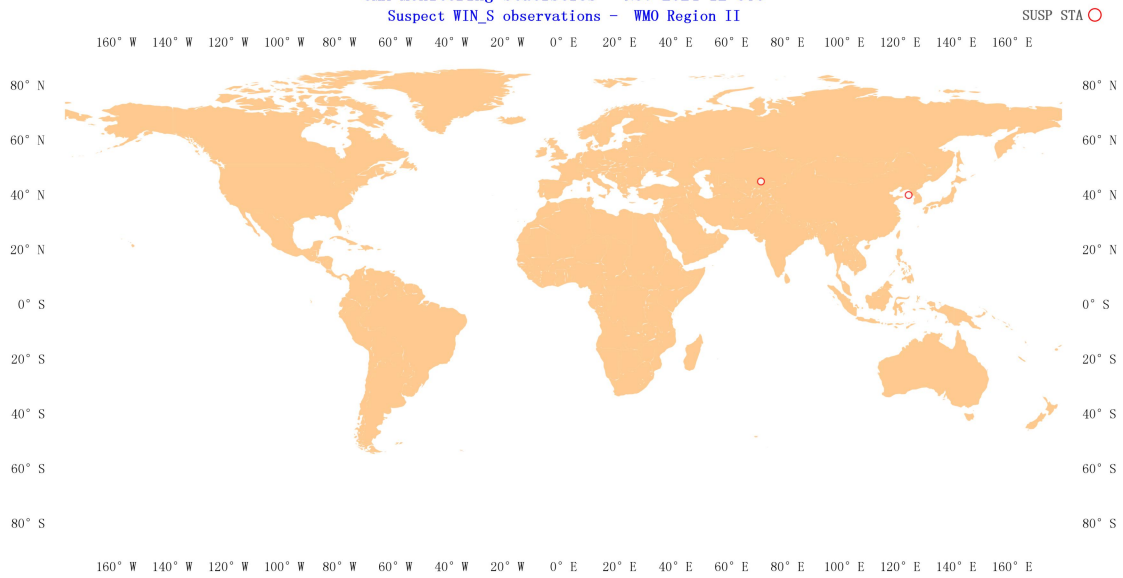 Suspect WIN_S observations - WMO Region II
SUSP STA
160° W 140° W 120° W 100° W 80° W 60° W 40° W 20° W 0° E 20° E 40° E 60° E 80° E 100° E 120° E 140° E 160° E
80° N 80° N
60° N 60° N
40° N 40° N
20° N 20° N
0° S 0° S
20° S 20° S
40° S 40° S
60° S 60° S
80° S 80° S
160° W 140° W 120° W 100° W 80° W 60° W 40° W 20° W 0° E 20° E 40° E 60° E 80° E 100° E 120° E 140° E 160° E